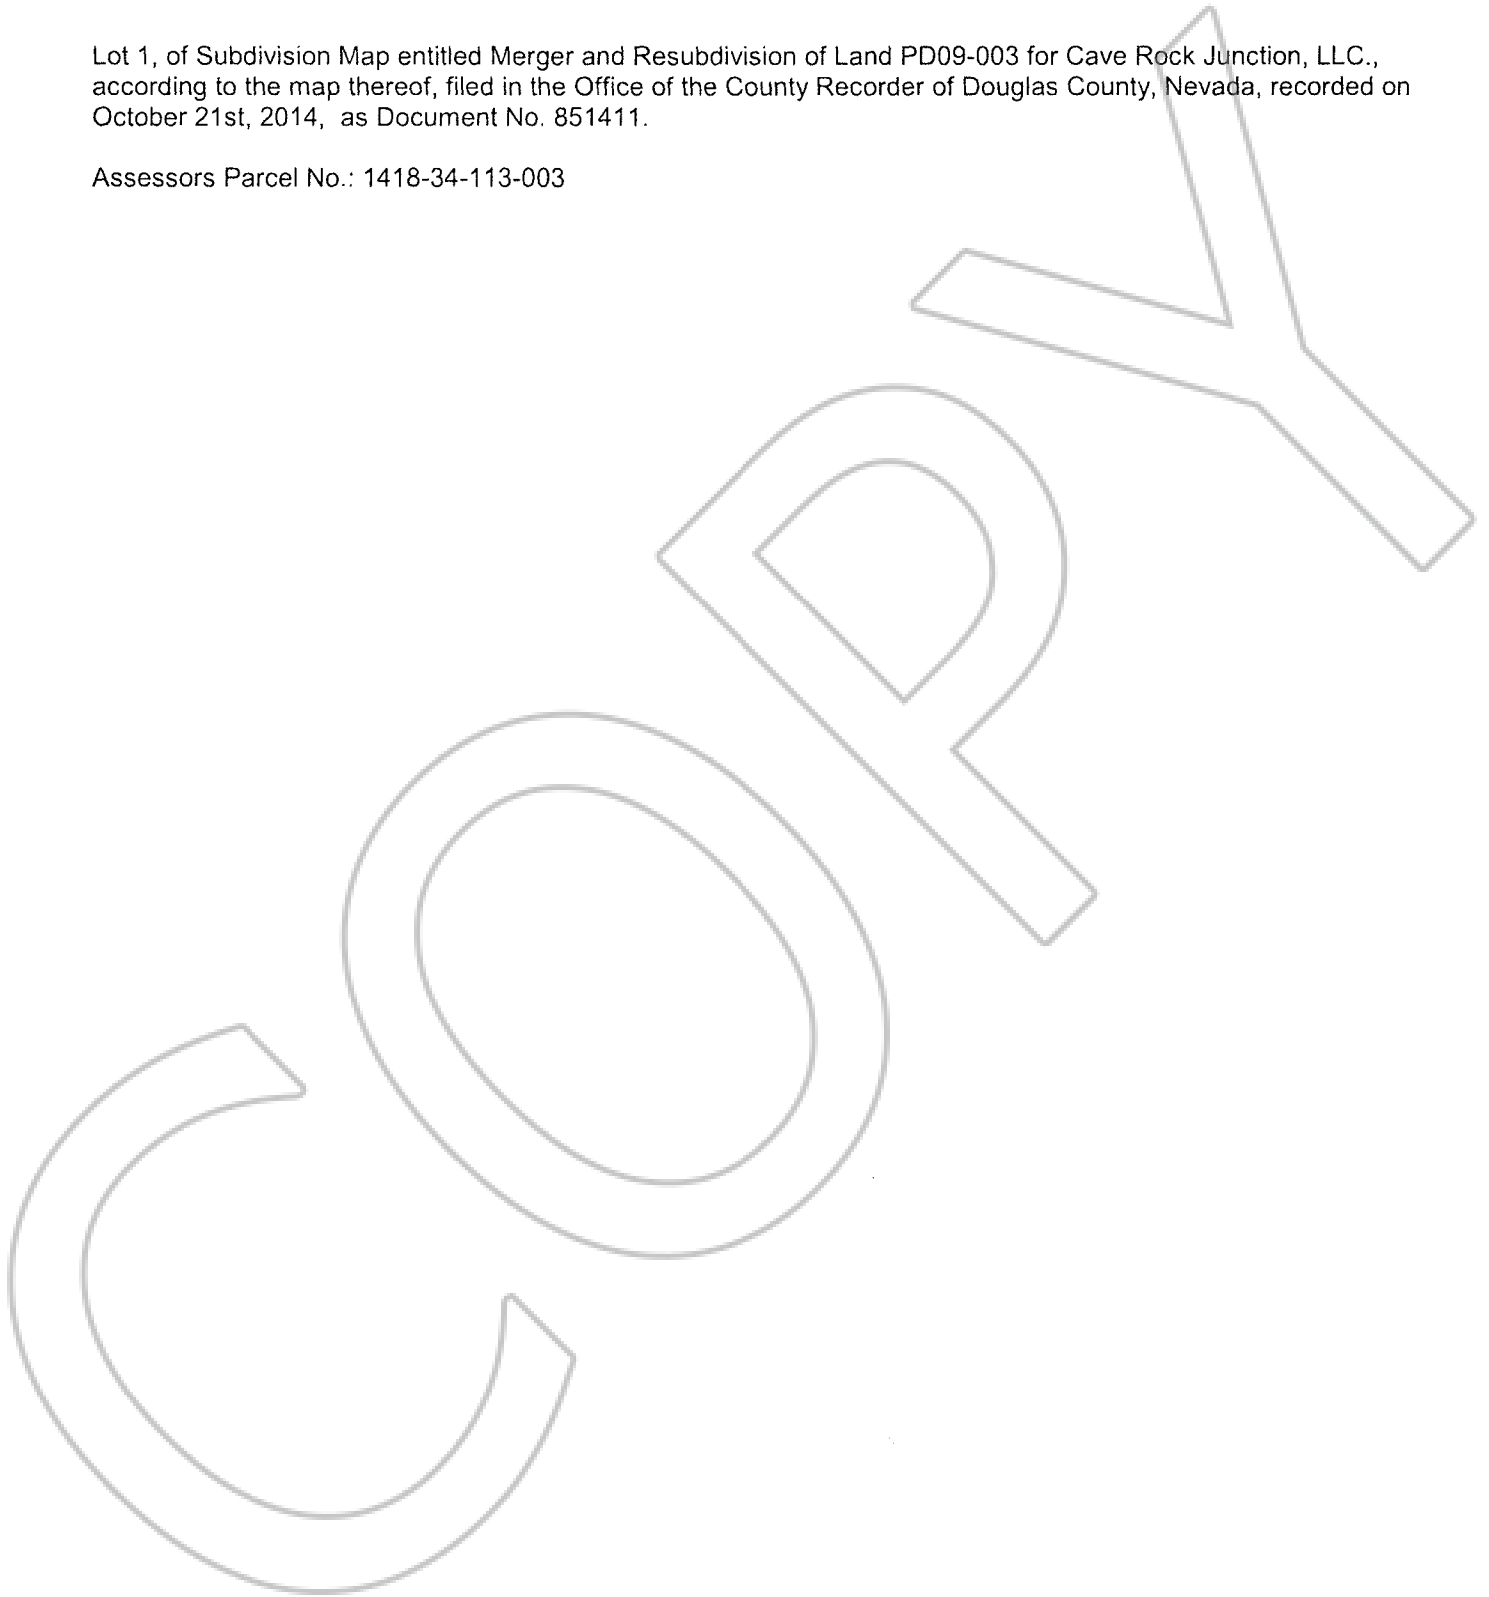 Lot 1, of Subdivision Map entitled Merger and Resubdivision of Land PD09-003 for Cave Rock Junction, LLC.,
according to the map thereof, filed in the Office of the County Recorder of Douglas County, Nevada, recorded on
October 21st, 2014,  as Document No. 851411.
Assessors Parcel No.: 1418-34-113-003
COPY